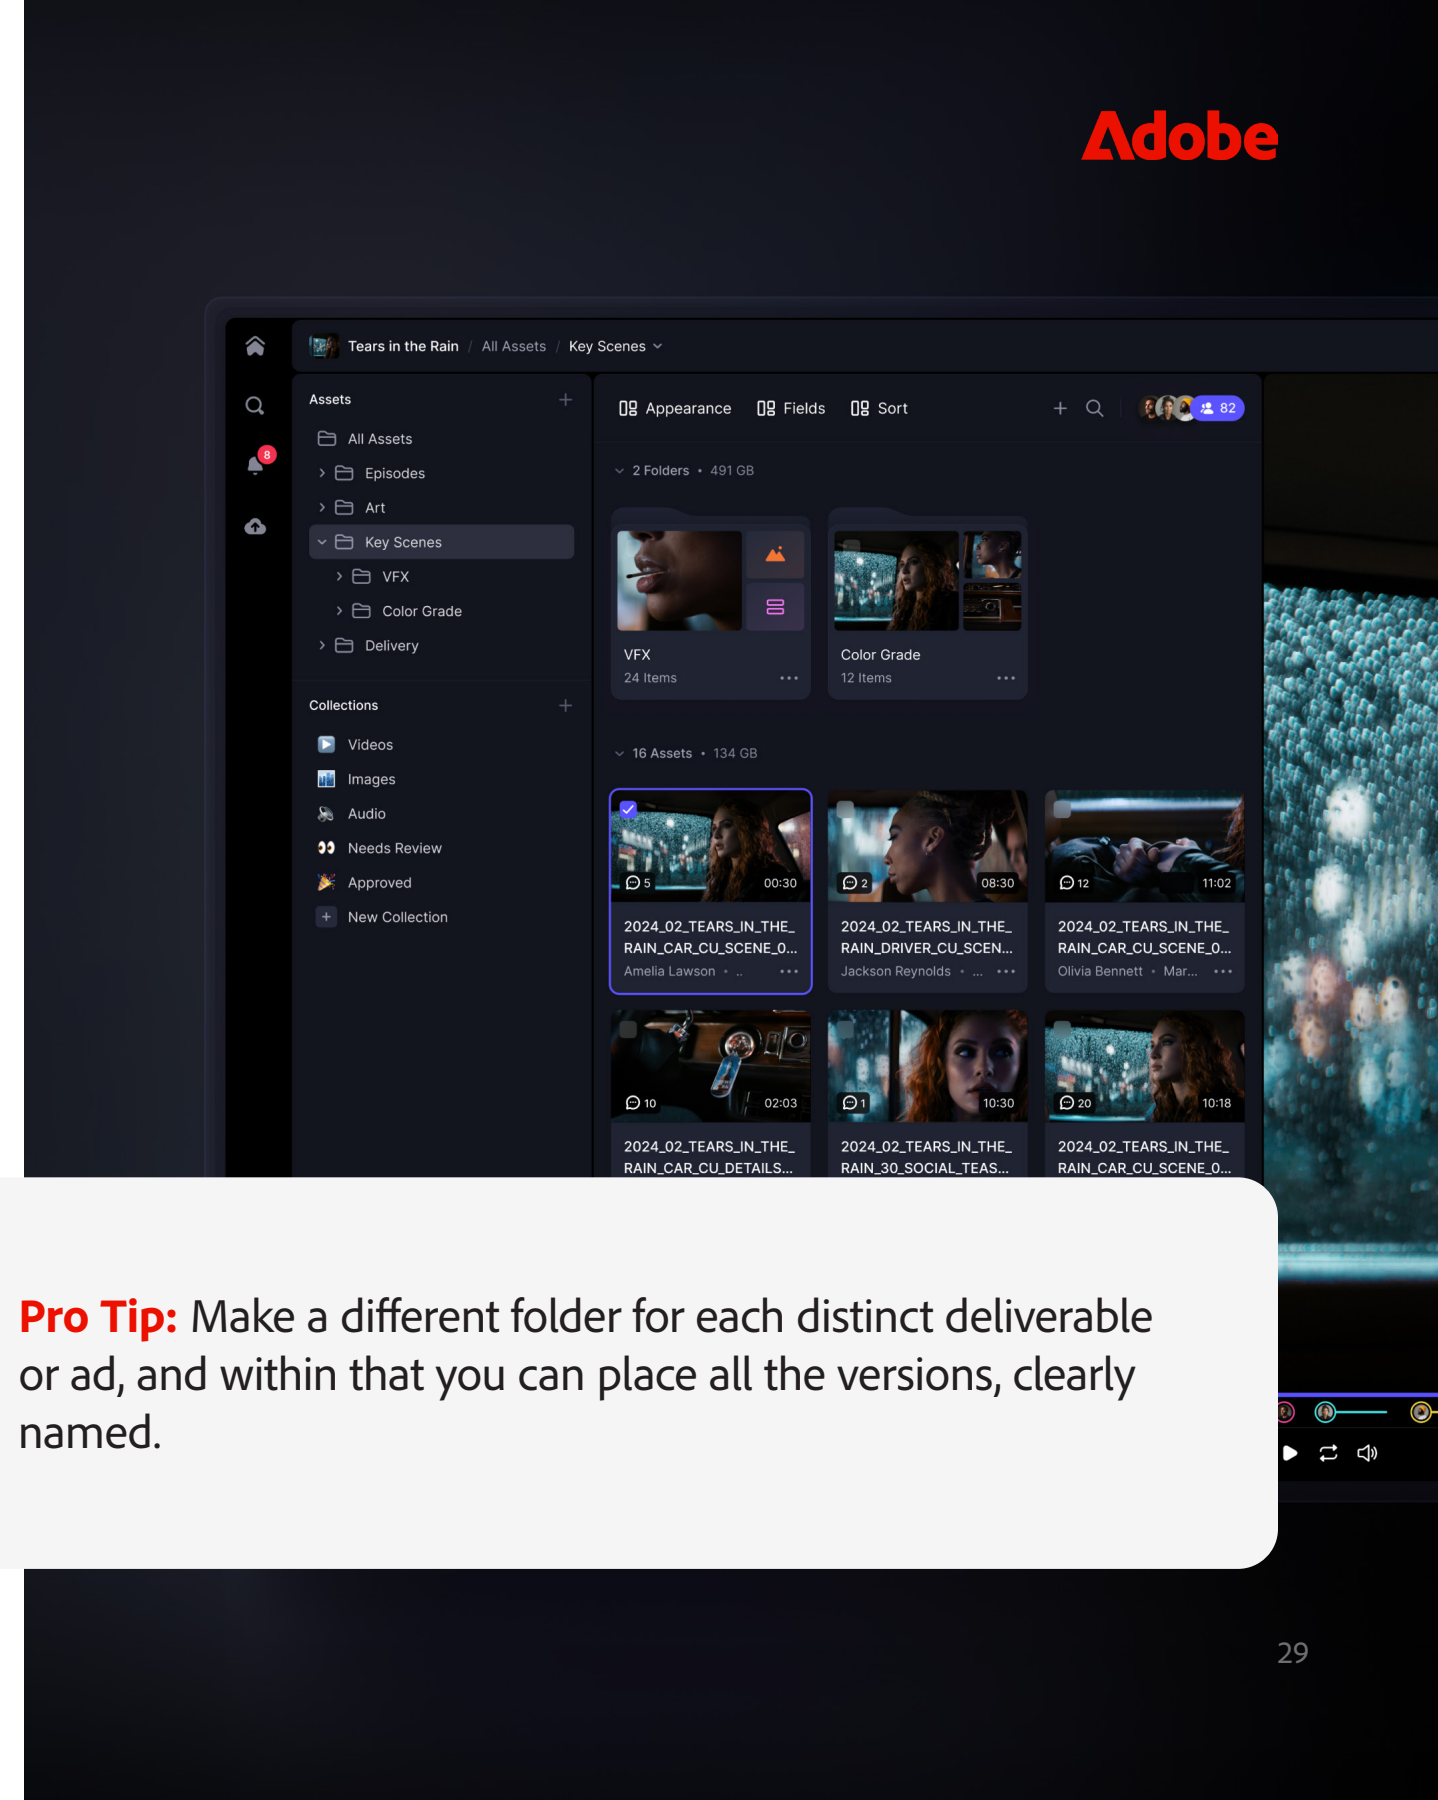 Adobe
Tears in the Rain / All Assets / Key Scenes
Assets
All Assets
Episodes
Art
Key Scenes
VFX
Color Grade
Delivery
Collections
Videos
Images
Audio
Needs Review
Approved
New Collection
8
Appearance Fields Sort
82
2 Folders • 491 GB
VFX
24 Items
Color Grade
12 Items
16 Assets • 134 GB
5 00:30
2024_02_TEARS_IN_THE_
RAIN_CAR_CU_SCENE_0...
Amelia Lawson • ..
2 08:30
2024_02_TEARS_IN_THE_
RAIN_DRIVER_CU_SCEN...
Jackson Reynolds • ...
12 11:02
2024_02_TEARS_IN_THE_
RAIN_CAR_CU_SCENE_0...
Olivia Bennett • Mar...
10 02:03
2024_02_TEARS_IN_THE_
RAIN_CAR_CU_DETAILS...
1 10:30
2024_02_TEARS_IN_THE_
RAIN_30_SOCIAL_TEAS...
20 10:18
2024_02_TEARS_IN_THE_
RAIN_CAR_CU_SCENE_0...
Pro Tip: Make a different folder for each distinct deliverable
or ad, and within that you can place all the versions, clearly
named.
29